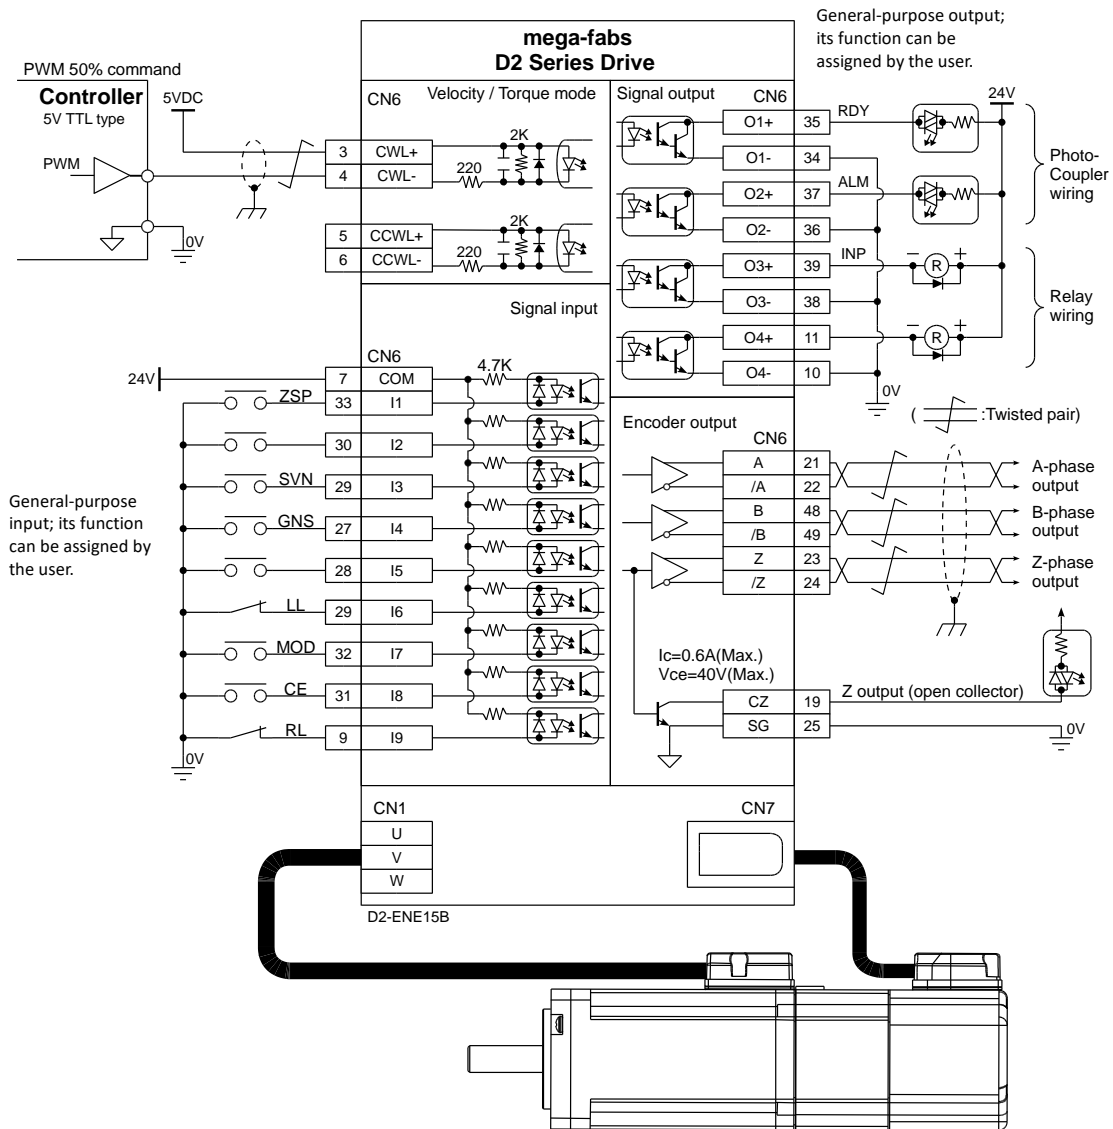 General-purpose output;
its function can be
assigned by the user.
mega-fabs
D2 Series Drive
PWM 50% command
Controller
5V TTL type
5VDC
PWM
0V
CN6
Velocity / Torque mode
3 CWL+
4 CWL-
2K
220
5 CCWL+
6 CCWL-
2K
220
Signal output
CN6
O1+ 35 RDY
O1- 34
O2+ 37 ALM
O2- 36
O3+ 39 INP
O3- 38
O4+ 11
O4- 10
24V
Photo-
Coupler
wiring
R
Relay
wiring
R
0V
Signal input
CN6
4.7K
24V 7 COM
ZSP 33 I1
30 I2
SVN 29 I3
GNS 27 I4
28 I5
LL 29 I6
MOD 32 I7
CE 31 I8
RL 9 I9
0V
General-purpose
input; its function
can be assigned by
the user.
( :Twisted pair)
Encoder output
CN6
A 21
/A 22
B 48
/B 49
Z 23
/Z 24
A-phase
output
B-phase
output
Z-phase
output
Ic=0.6A(Max.)
Vce=40V(Max.)
Z output (open collector)
CZ 19
SG 25
0V
CN1
U
V
W
CN7
D2-ENE15B